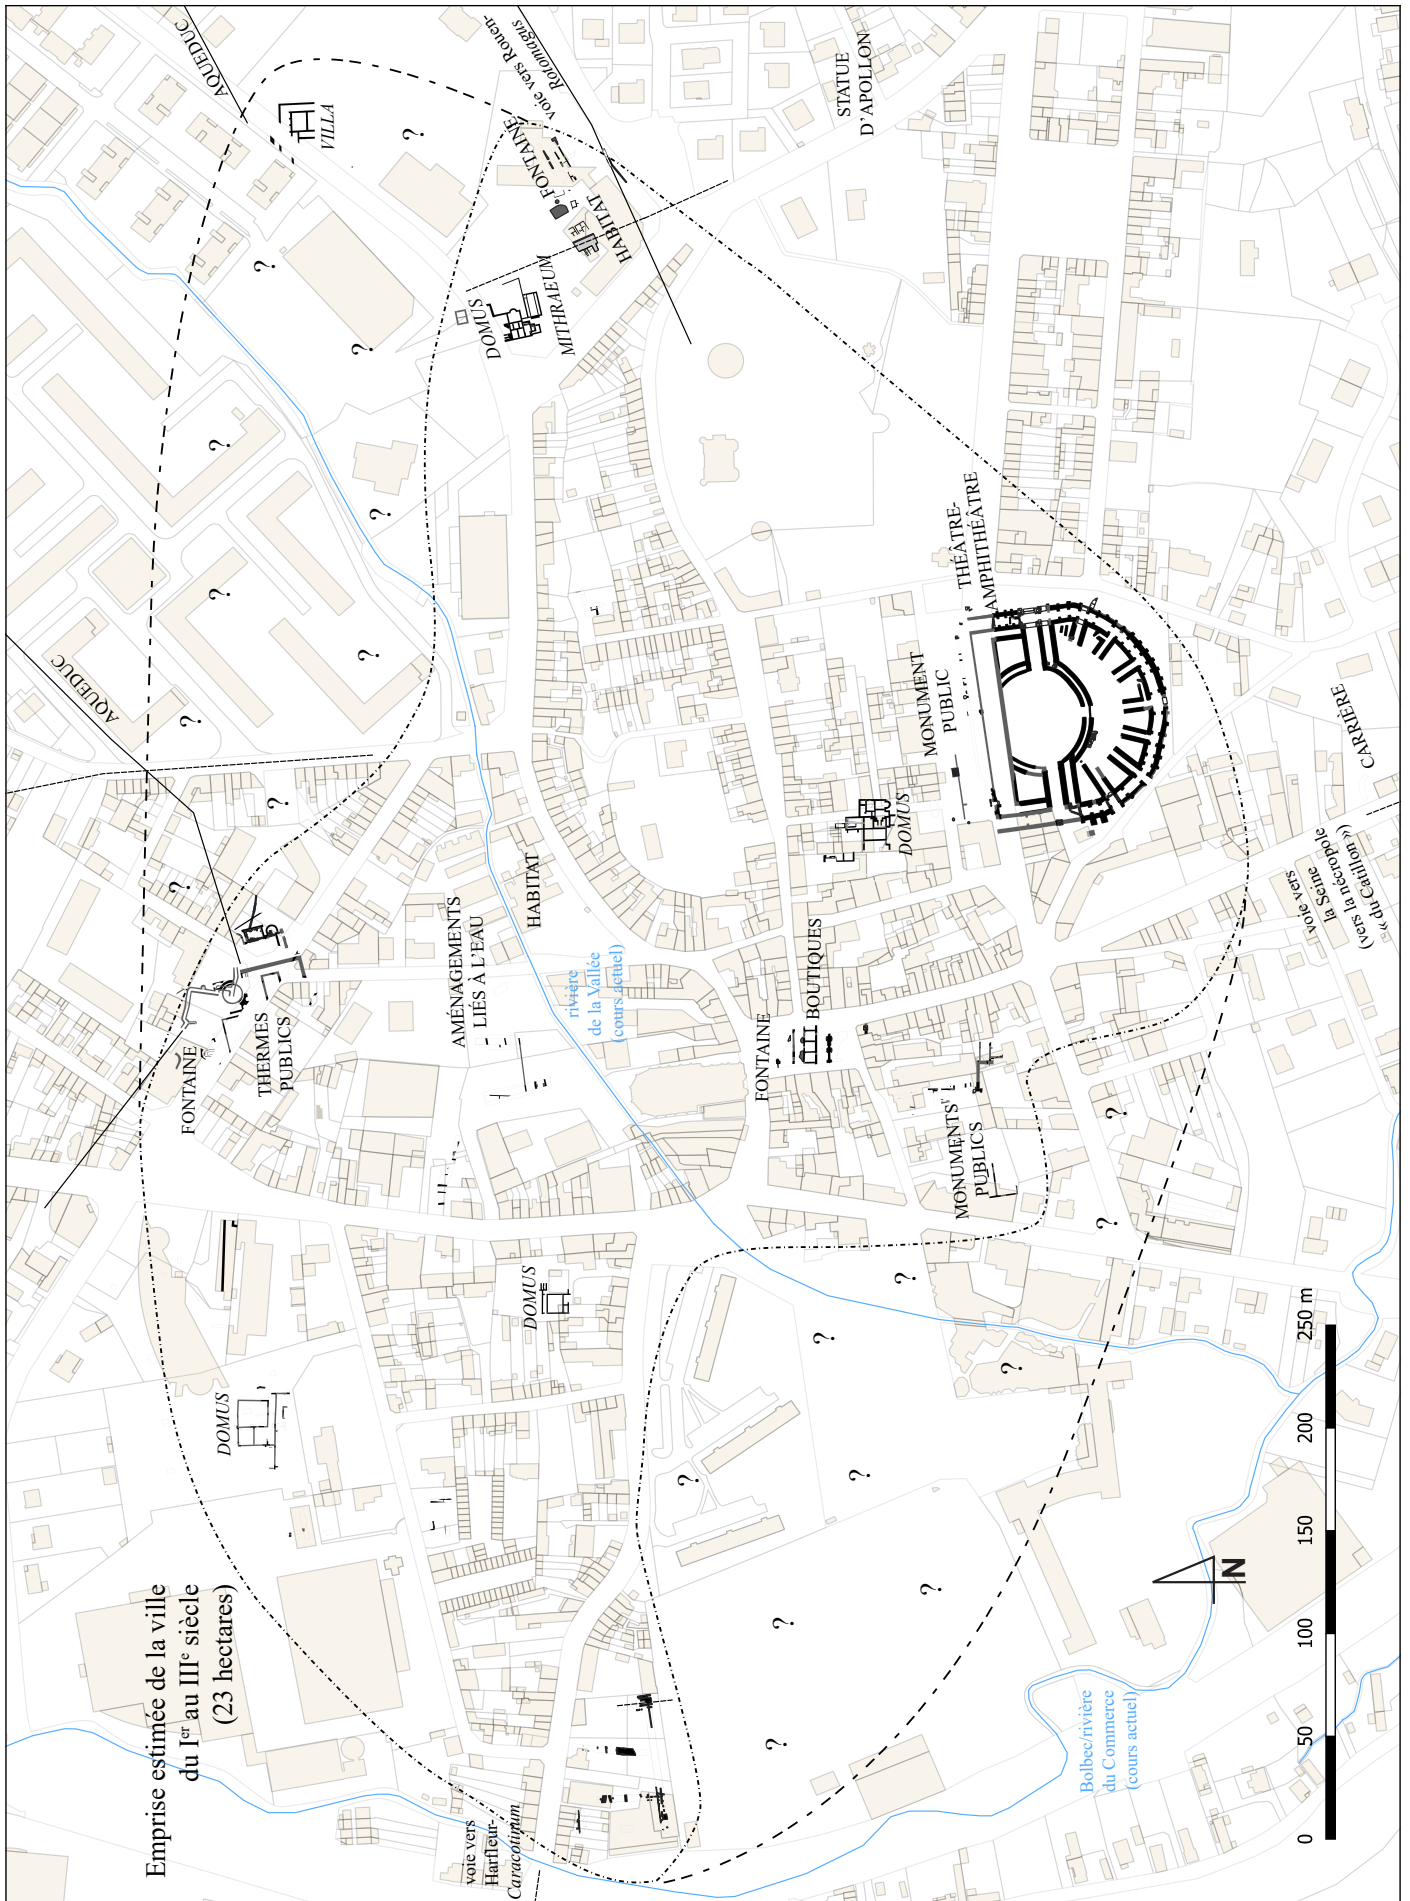 Emprise estimée de la ville
du Ier au IIIe siècle
(23 hectares)
AQUEDUC
VILLA
voie vers Rouen-
Rotomagus
FONTAINE
HABITAT
STATUE
D'APOLLON
DOMUS
MITHRAEUM
?
?
?
?
?
?
?
?
AQUEDUC
?
?
FONTAINE
THERMES
PUBLICS
AMÉNAGEMENTS
LIÉS À L'EAU
HABITAT
rivière
de la Vallée
(cours actuel)
THÉÂTRE-
AMPHITHÉÂTRE
MONUMENT
PUBLIC
DOMUS
FONTAINE
BOUTIQUES
MONUMENTS
PUBLICS
CARRIÈRE
voie vers
la Seine
(vers la nécropole
« du Catillon »)
DOMUS
DOMUS
?
?
?
?
?
?
?
?
?
?
?
voie vers
Harfleur-
Caracotinum
Bolbec/rivière
du Commerce
(cours actuel)
N
0
50
100
150
200
250 m